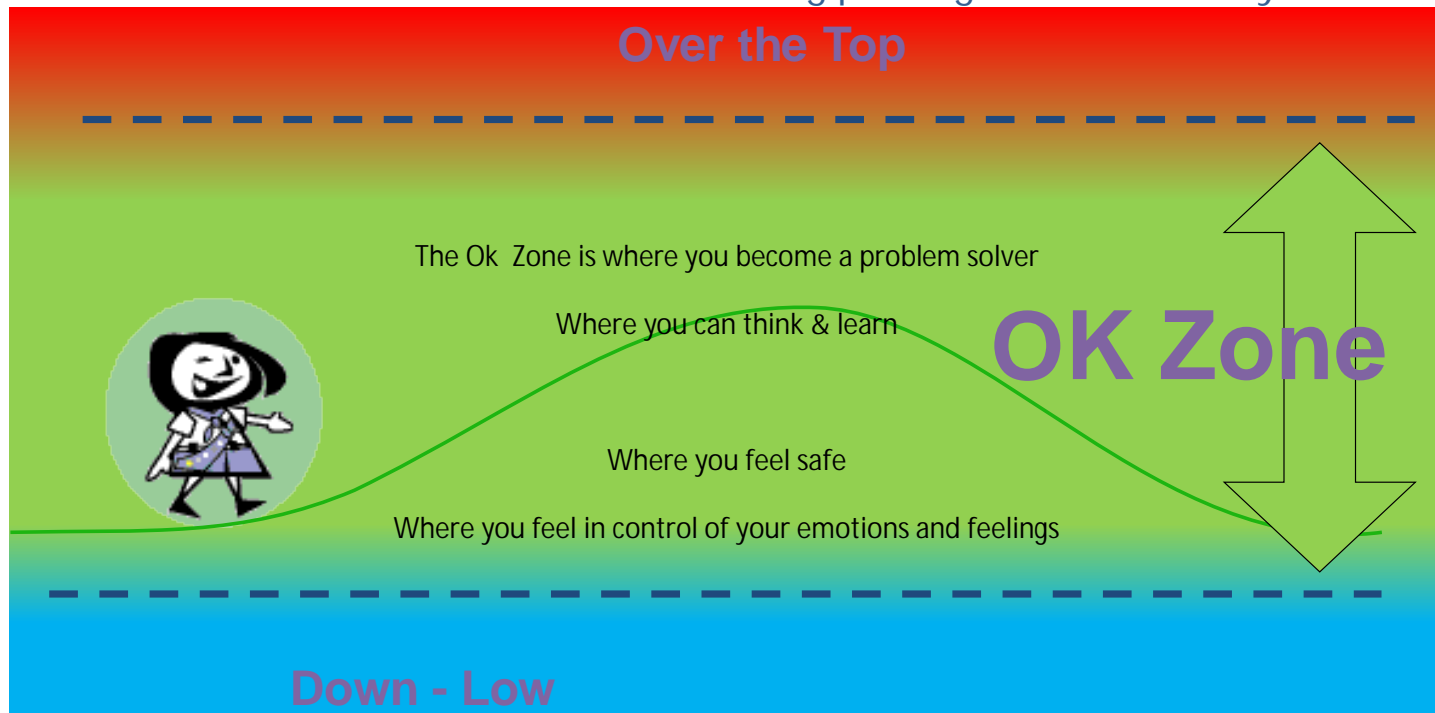 Over the Top
The Ok Zone is where you become a problem solver
Where you can think & learn
OK Zone
Where you feel safe
Where you feel in control of your emotions and feelings
Down - Low